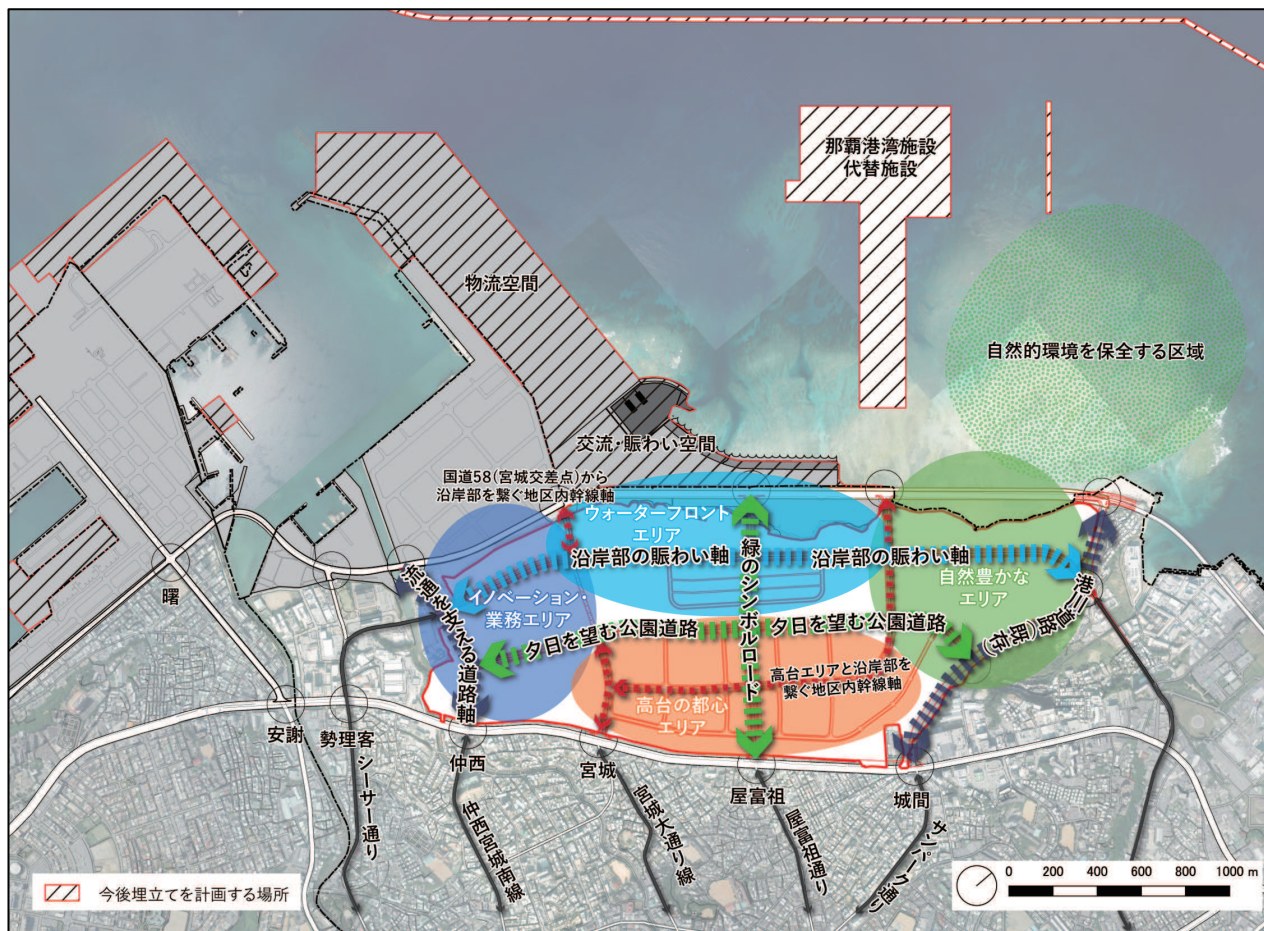 那覇港湾施設
代替施設
物流空間
自然的環境を保全する区域
交流・賑わい空間
国道58(宮城交差点)から
沿岸部を繋ぐ地区内幹線軸
ウォーターフロント
エリア
沿岸部の賑わい軸
沿岸部の賑わい軸
緑のシンボルロード
自然豊かな
エリア
イノベーション・
業務エリア
流通を支える道路軸
港川道路(既存)
夕日を望む公園道路
夕日を望む公園道路
高台エリアと沿岸部を
繋ぐ地区内幹線軸
高台の都心
エリア
曙
安謝
勢理客
シーサー通り
仲西
仲西宮城南線
宮城
宮城大通り線
屋富祖
屋富祖通り
城間
サンパーク通り
今後埋立てを計画する場所
0 200 400 600 800 1000 m